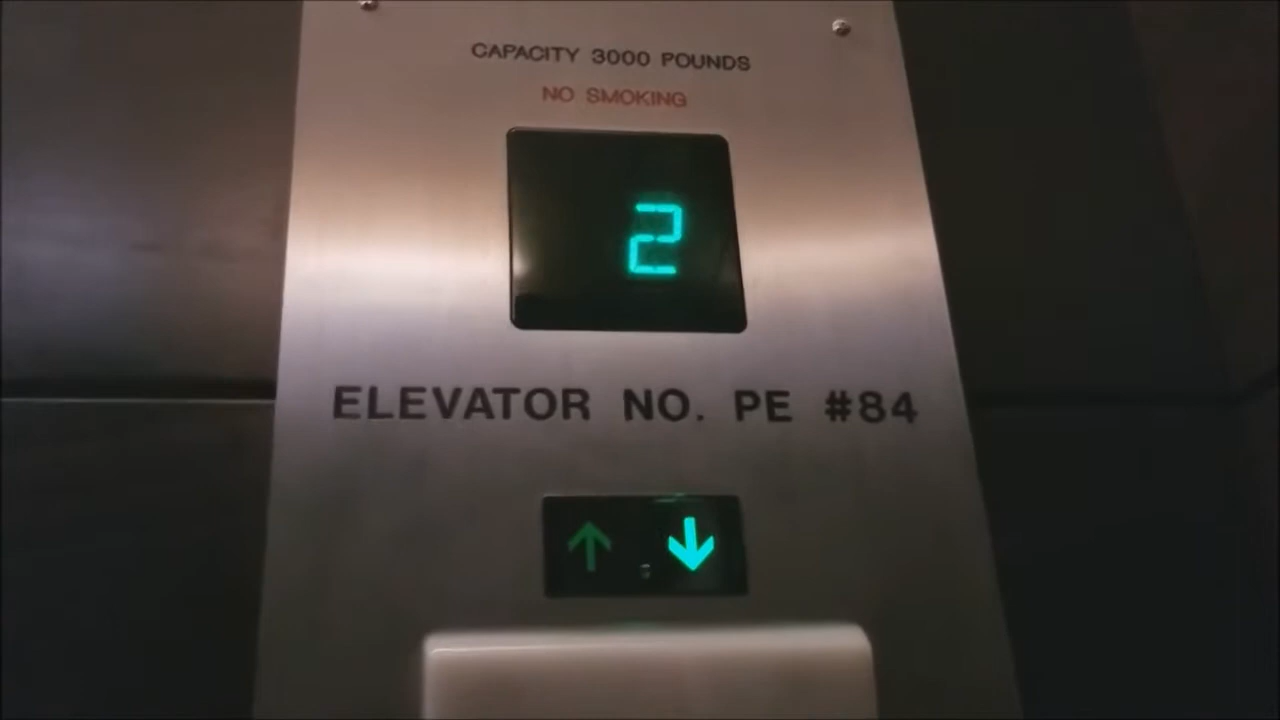 CAPACITY 3000 POUNDS
NO SMOKING
2
ELEVATOR NO. PE #84